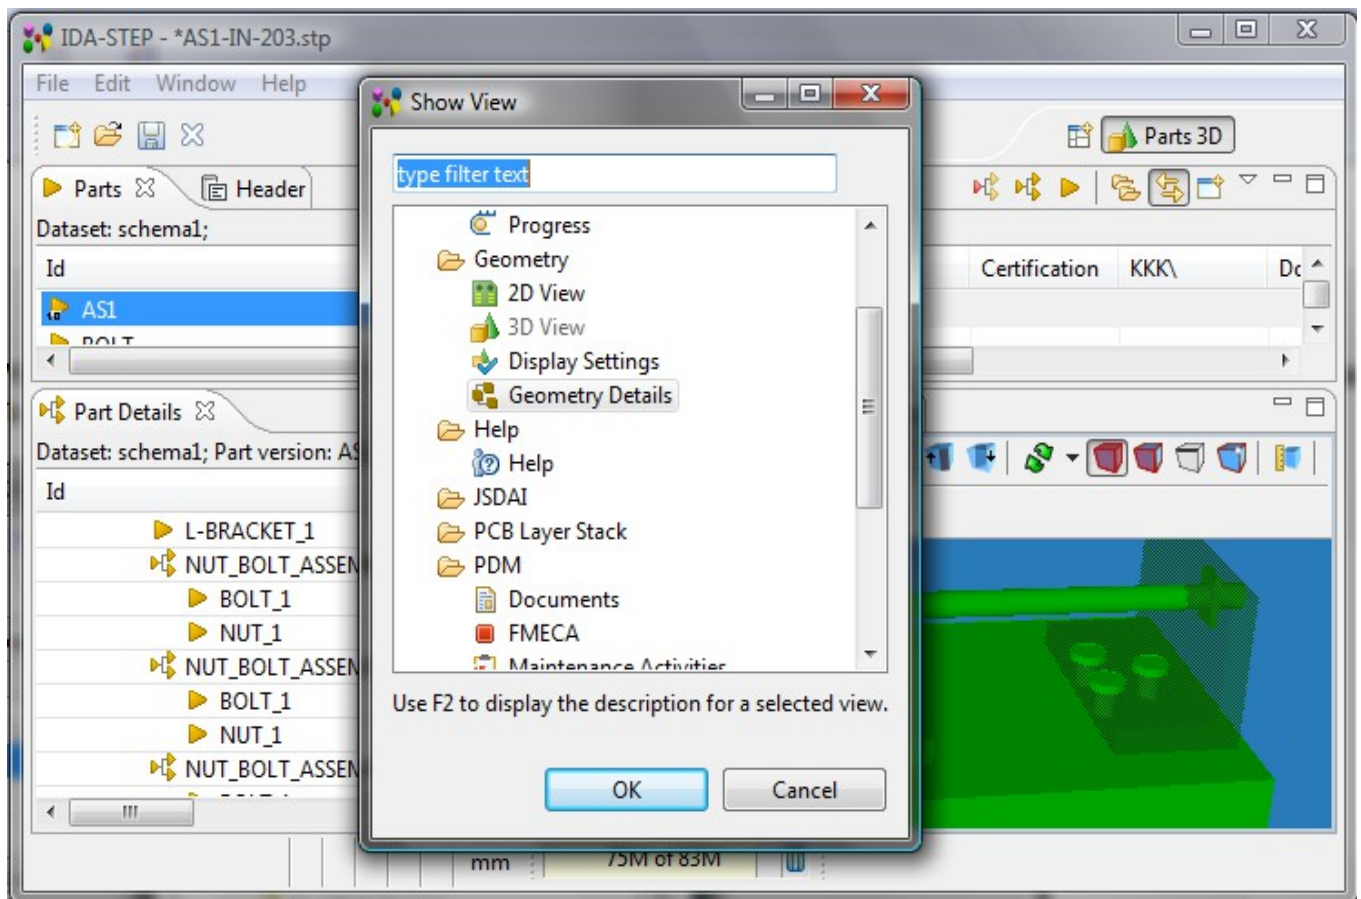 IDA-STEP - *AS1-IN-203.stp
File Edit Window Help
Parts 3D
Parts Header
Dataset: schema1;
Id Certification KKK\
AS1
BOLT
Part Details
Dataset: schema1; Part version:
Id
L-BRACKET_1
NUT_BOLT_ASSEM
BOLT_1
NUT_1
NUT_BOLT_ASSEM
BOLT_1
NUT_1
NUT_BOLT_ASSEM
Show View
type filter text
Progress
Geometry
2D View
3D View
Display Settings
Geometry Details
Help
Help
JSDAI
PCB Layer Stack
PDM
Documents
FMECA
Maintenance Activities
Use F2 to display the description for a selected view.
OK Cancel
mm 75M of 83M